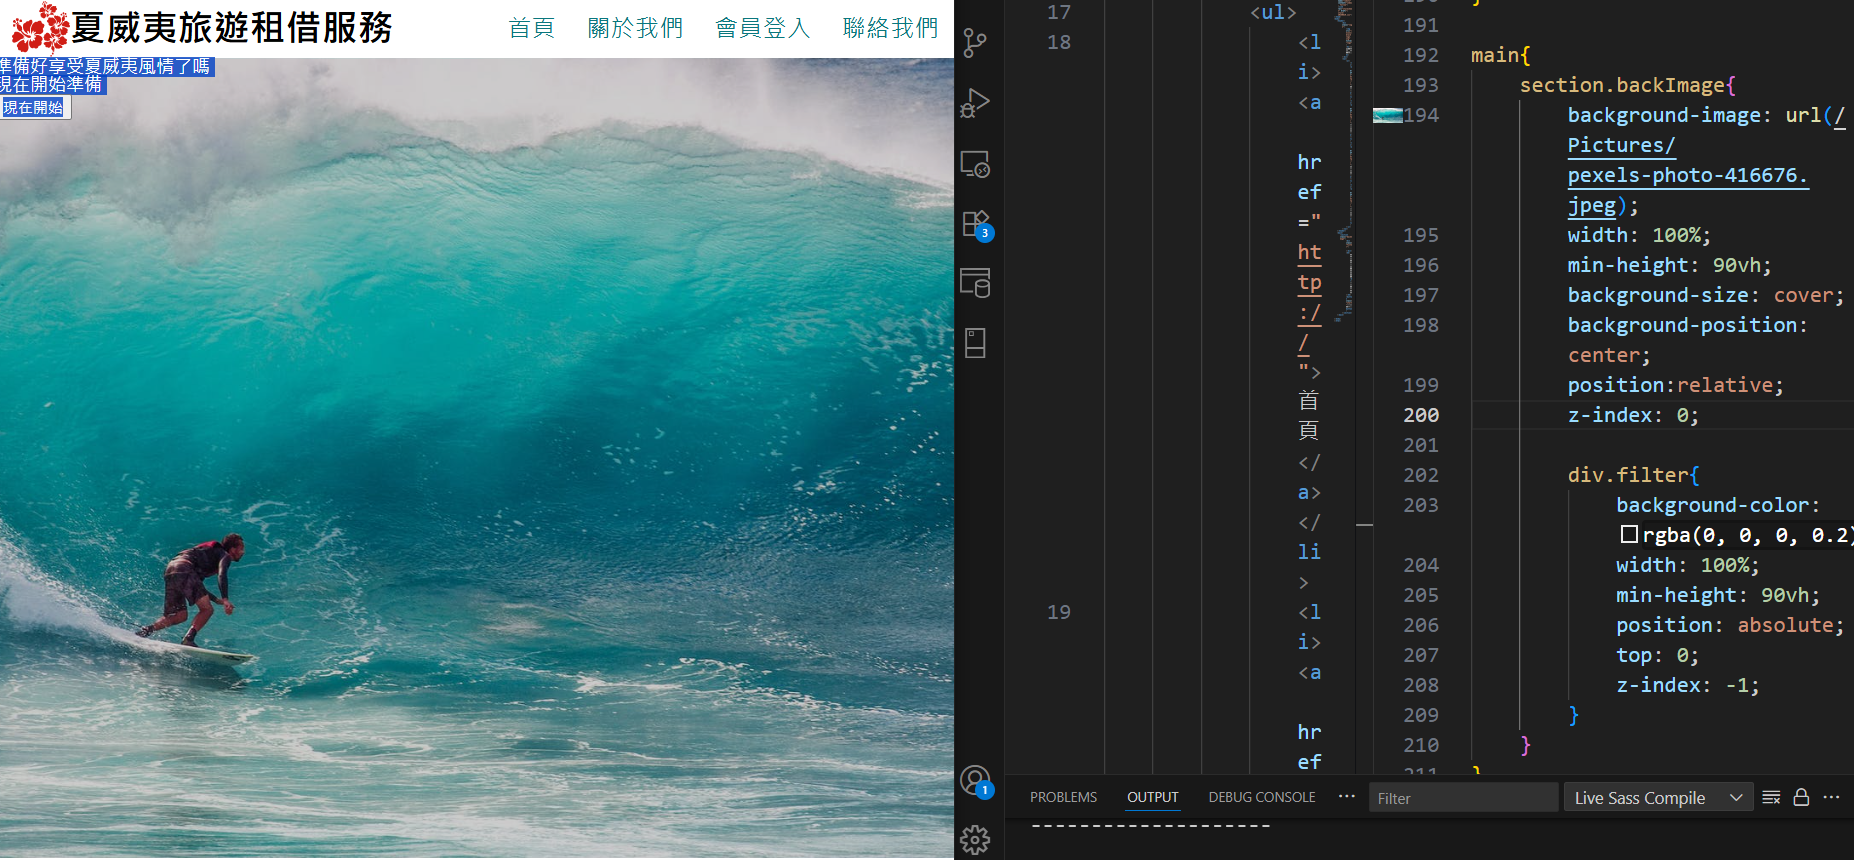 夏威夷旅遊租借服務
首頁 關於我們 會員登入 聯絡我們
準備好享受夏威夷風情了嗎
現在開始準備
現在開始
3
1
17 <ul>
18 <l
i>
<a
hr
ef
="
ht
tp
:/
/
">
首
頁
</
a>
</
li
>
19 <l
i>
<a
hr
ef
191
192 main{
193 section.backImage{
194 background-image: url(/
Pictures/
pexels-photo-416676.
jpeg);
195 width: 100%;
196 min-height: 90vh;
197 background-size: cover;
198 background-position:
center;
199 position:relative;
200 z-index: 0;
201
202 div.filter{
203 background-color:
rgba(0, 0, 0, 0.2)
204 width: 100%;
205 min-height: 90vh;
206 position: absolute;
207 top: 0;
208 z-index: -1;
209 }
210 }
211 }
PROBLEMS OUTPUT DEBUG CONSOLE ··· Filter Live Sass Compile ···
--------------------